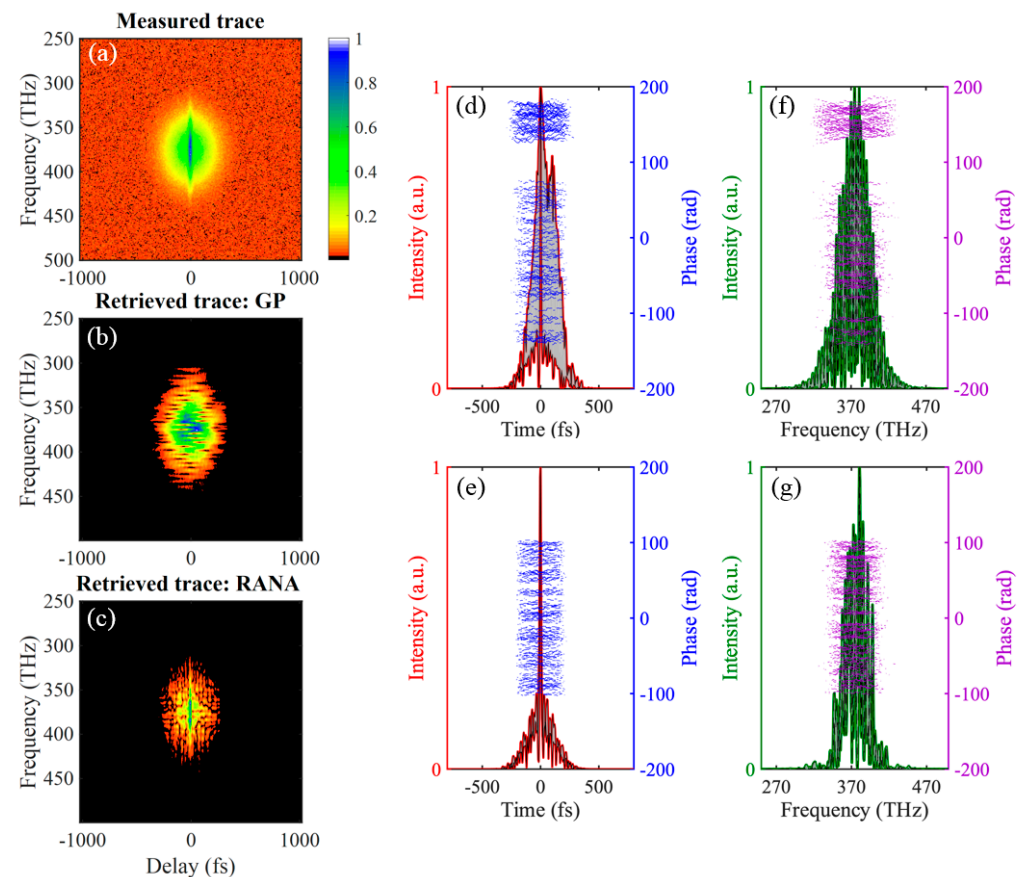 Measured trace
(a)
250
300
350
400
450
500
Frequency (THz)
-1000
0
1000
1
0.8
0.6
0.4
0.2
Retrieved trace: GP
(b)
250
300
350
400
450
Frequency (THz)
-1000
0
1000
Retrieved trace: RANA
(c)
250
300
350
400
450
Frequency (THz)
-1000
0
1000
Delay (fs)
(d)
1
0
Intensity (a.u.)
200
100
0
-100
-200
Phase (rad)
-500
0
500
Time (fs)
(f)
1
0
Intensity (a.u.)
200
100
0
-100
-200
Phase (rad)
270
370
470
Frequency (THz)
(e)
1
0
Intensity (a.u.)
200
100
0
-100
-200
Phase (rad)
-500
0
500
Time (fs)
(g)
1
0
Intensity (a.u.)
200
100
0
-100
-200
Phase (rad)
270
370
470
Frequency (THz)